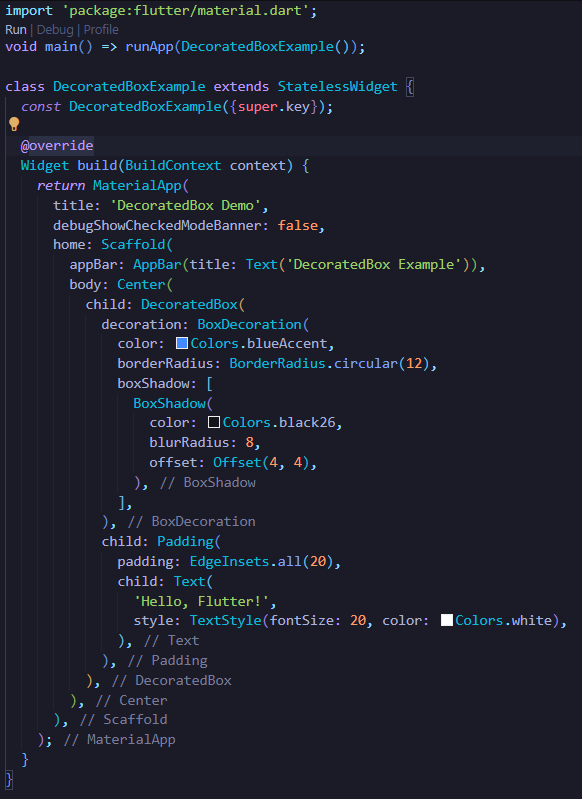 import 'package:flutter/material.dart';
Run | Debug | Profile
void main() => runApp(DecoratedBoxExample());

class DecoratedBoxExample extends StatelessWidget {
  const DecoratedBoxExample({super.key});

  @override
  Widget build(BuildContext context) {
    return MaterialApp(
      title: 'DecoratedBox Demo',
      debugShowCheckedModeBanner: false,
      home: Scaffold(
        appBar: AppBar(title: Text('DecoratedBox Example')),
        body: Center(
          child: DecoratedBox(
            decoration: BoxDecoration(
              color: Colors.blueAccent,
              borderRadius: BorderRadius.circular(12),
              boxShadow: [
                BoxShadow(
                  color: Colors.black26,
                  blurRadius: 8,
                  offset: Offset(4, 4),
                ), // BoxShadow
              ],
            ), // BoxDecoration
            child: Padding(
              padding: EdgeInsets.all(20),
              child: Text(
                'Hello, Flutter!',
                style: TextStyle(fontSize: 20, color: Colors.white),
              ), // Text
            ), // Padding
          ), // DecoratedBox
        ), // Center
      ), // Scaffold
    ); // MaterialApp
  }
}